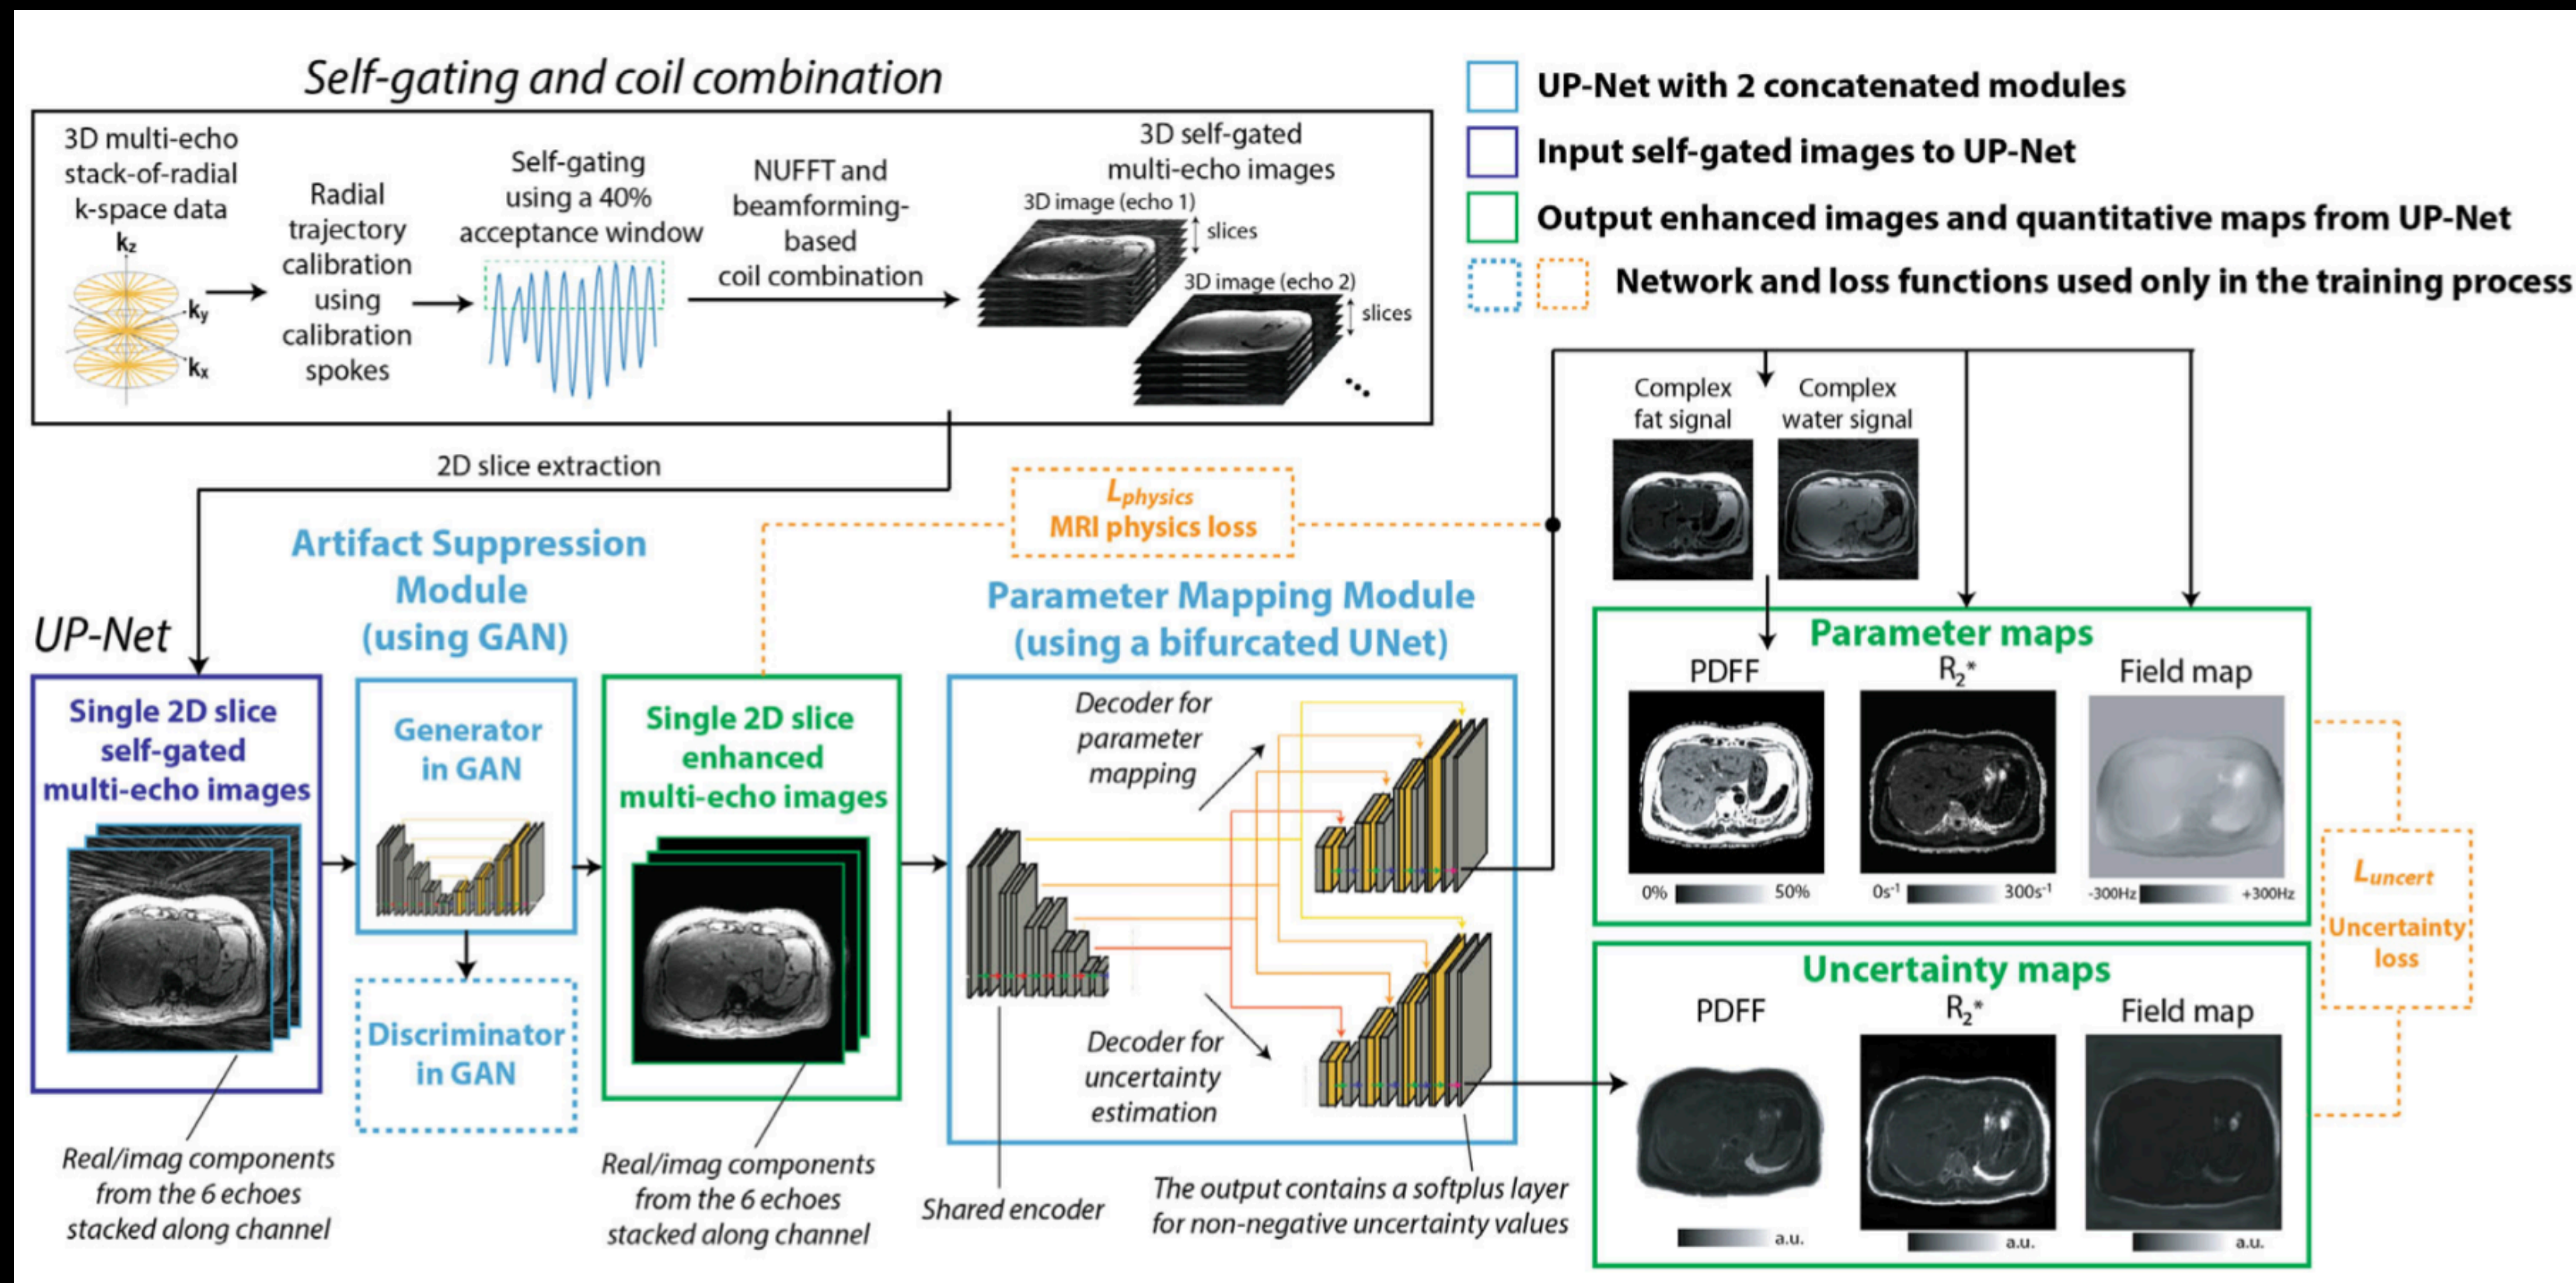 Self-gating and coil combination
3D multi-echo
stack-of-radial
k-space data
kz
ky
kx
Radial
trajectory
calibration
using
calibration
spokes
Self-gating
using a 40%
acceptance window
NUFFT and
beamforming-
based
coil combination
3D self-gated
multi-echo images
3D image (echo 1)
slices
3D image (echo 2)
slices
UP-Net with 2 concatenated modules
Input self-gated images to UP-Net
Output enhanced images and quantitative maps from UP-Net
Network and loss functions used only in the training process
2D slice extraction
UP-Net
Single 2D slice
self-gated
multi-echo images
Real/imag components
from the 6 echoes
stacked along channel
Artifact Suppression
Module
(using GAN)
Generator
in GAN
Discriminator
in GAN
Single 2D slice
enhanced
multi-echo images
Real/imag components
from the 6 echoes
stacked along channel
Lphysics
MRI physics loss
Parameter Mapping Module
(using a bifurcated UNet)
Decoder for
parameter
mapping
Decoder for
uncertainty
estimation
Shared encoder
The output contains a softplus layer
for non-negative uncertainty values
Complex
fat signal
Complex
water signal
Parameter maps
PDFF
R2*
Field map
0% 50%
0s-1 300s-1
-300Hz +300Hz
Uncertainty maps
PDFF
R2*
Field map
a.u.
a.u.
a.u.
Luncert
Uncertainty
loss